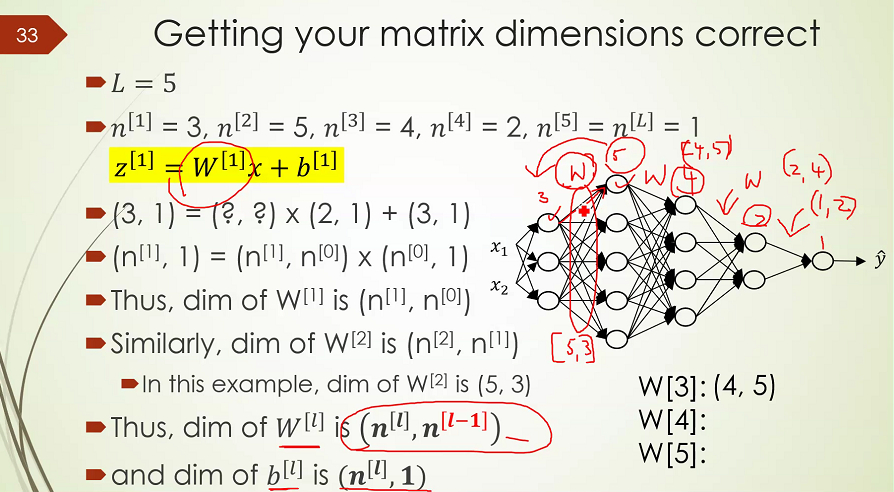 33
Getting your matrix dimensions correct
L = 5
n[1] = 3, n[2] = 5, n[3] = 4, n[4] = 2, n[5] = n[L] = 1
z[1] = W[1]x + b[1]
(3, 1) = (?, ?) x (2, 1) + (3, 1)
(n[1], 1) = (n[1], n[0]) x (n[0], 1)
Thus, dim of W[1] is (n[1], n[0])
Similarly, dim of W[2] is (n[2], n[1])
In this example, dim of W[2] is (5, 3)
Thus, dim of W[l] is (n[l], n[l−1])
and dim of b[l] is (n[l], 1)
x1
x2
ŷ
3
W
5
W
4
(4,5)
W
(2,4)
2
(1,2)
1
[5,3]
W[3]: (4, 5)
W[4]:
W[5]: